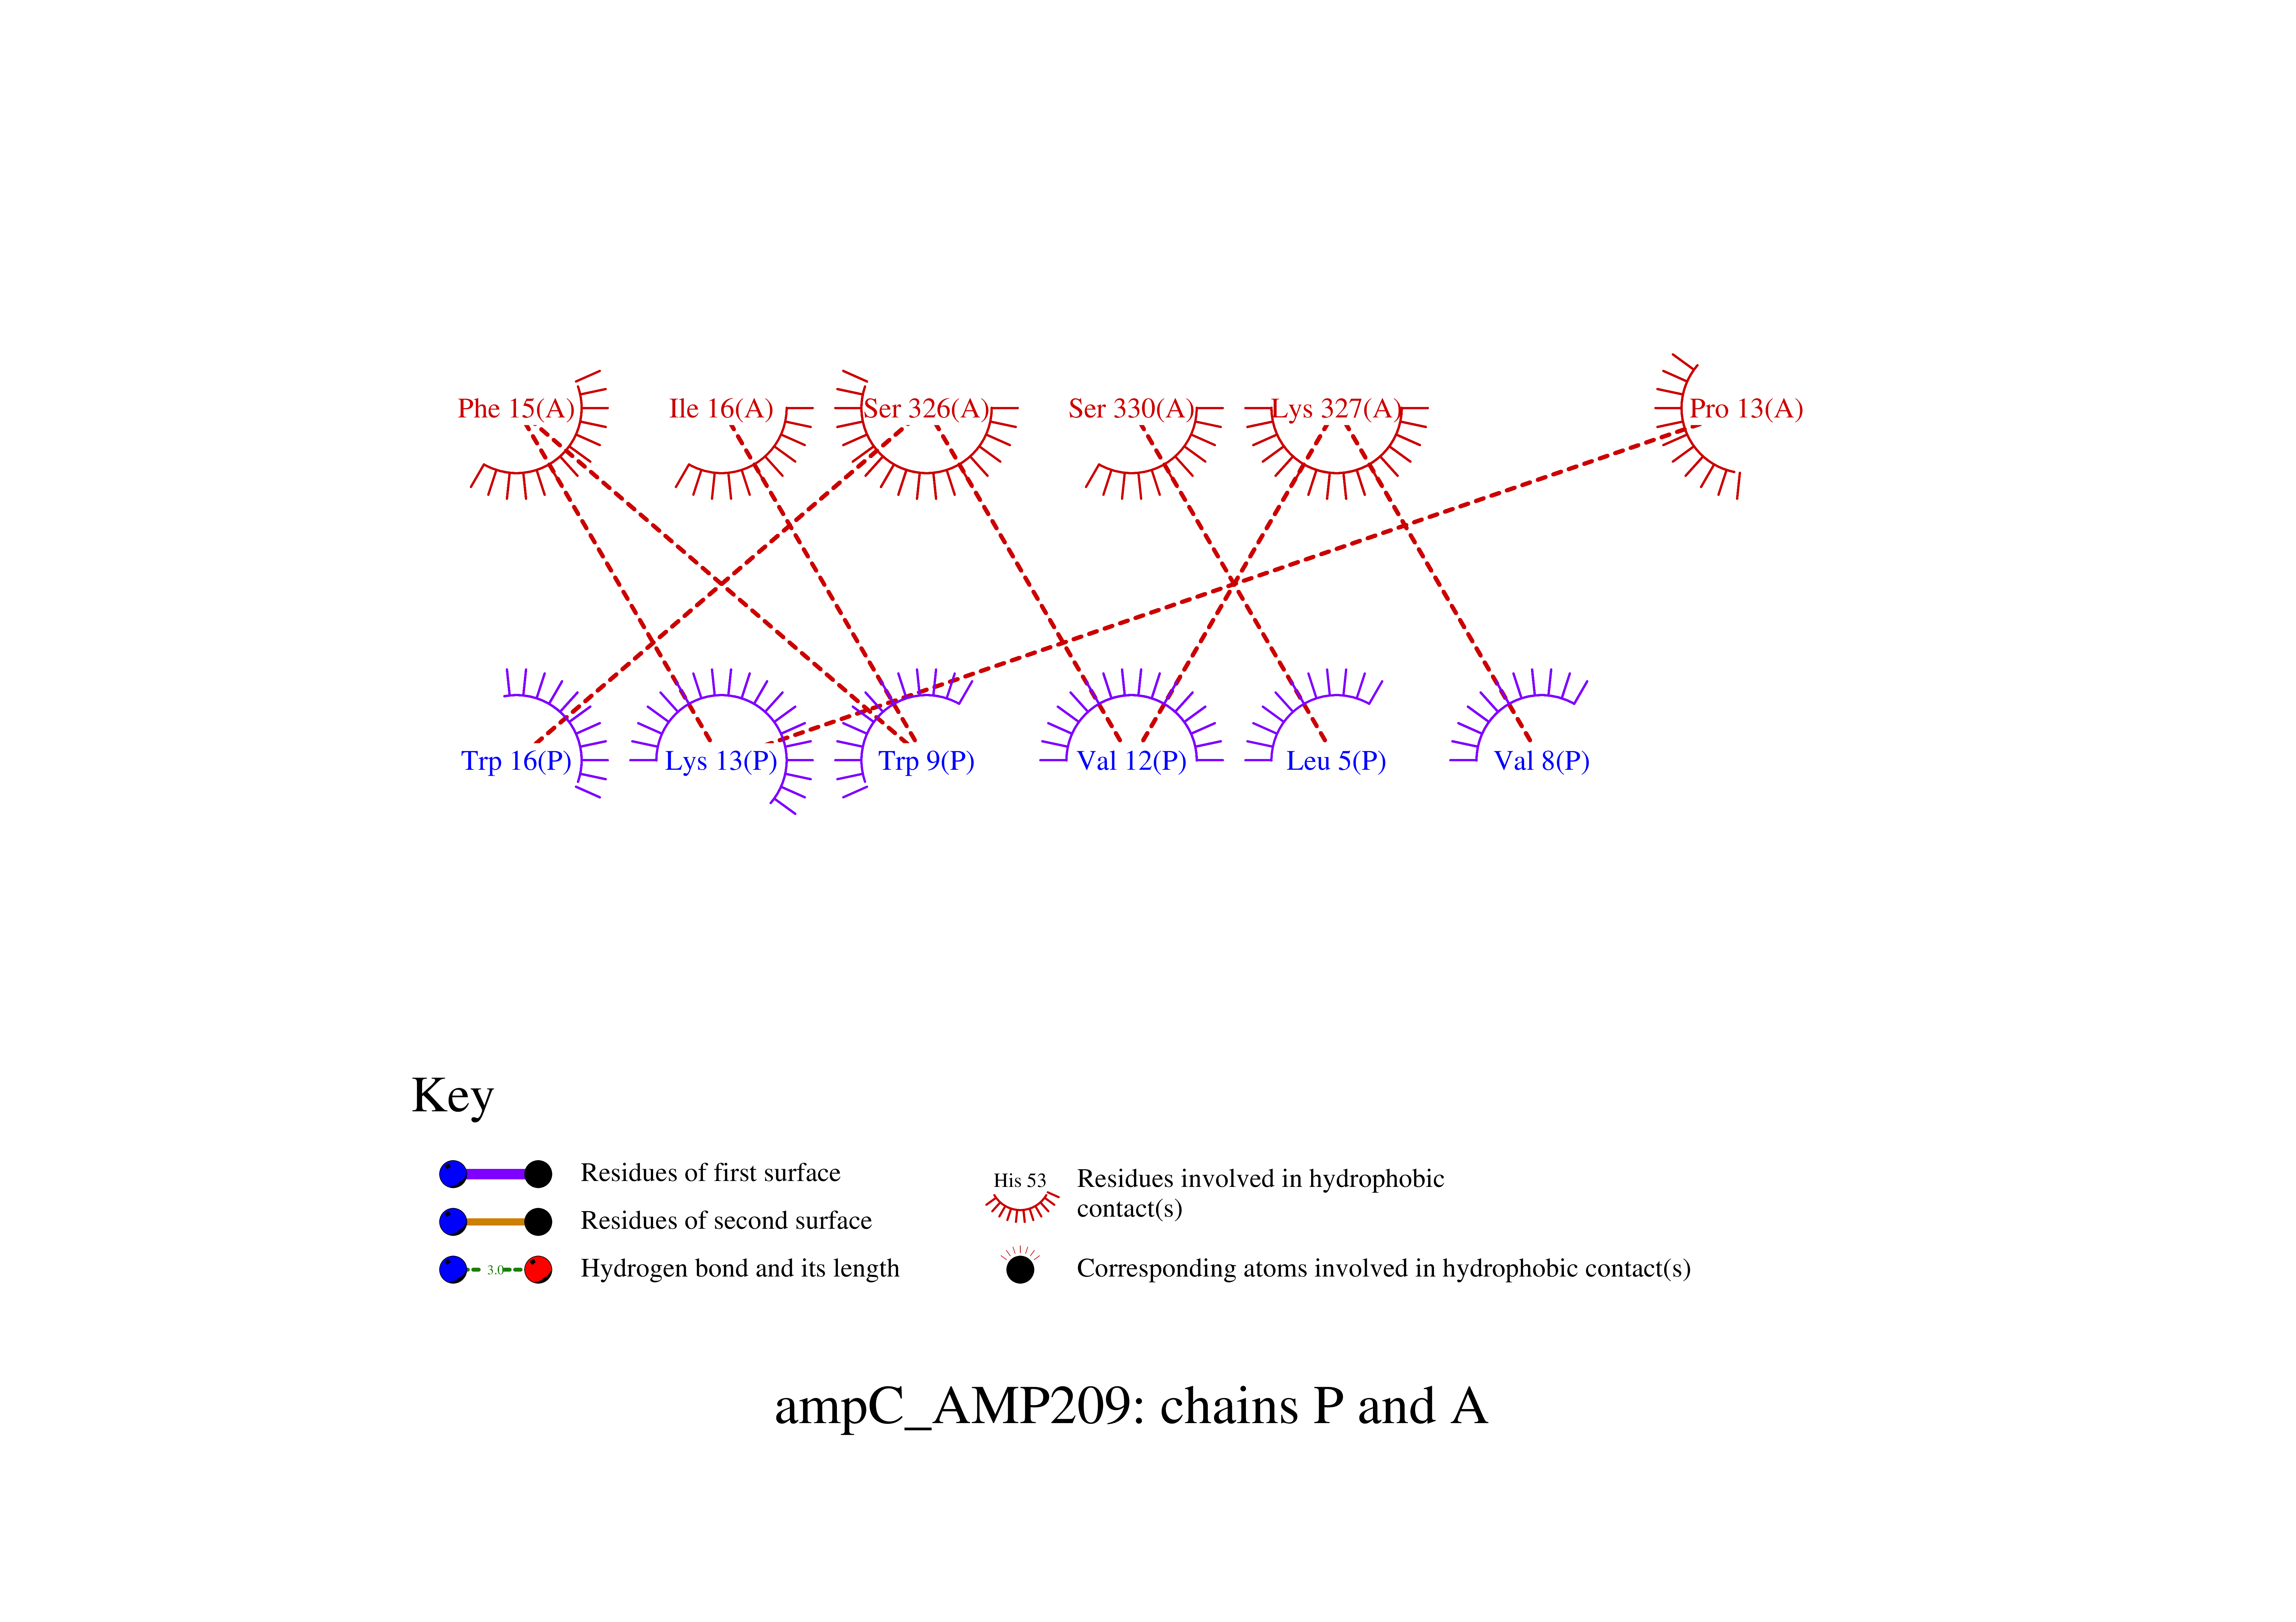 Phe 15(A) Ile 16(A) Ser 326(A) Ser 330(A) Lys 327(A) Pro 13(A)
Trp 16(P) Lys 13(P) Trp 9(P) Val 12(P) Leu 5(P) Val 8(P)
Key
Residues of first surface
Residues of second surface
3.0 Hydrogen bond and its length
His 53 Residues involved in hydrophobic
contact(s)
Corresponding atoms involved in hydrophobic contact(s)
ampC_AMP209: chains P and A